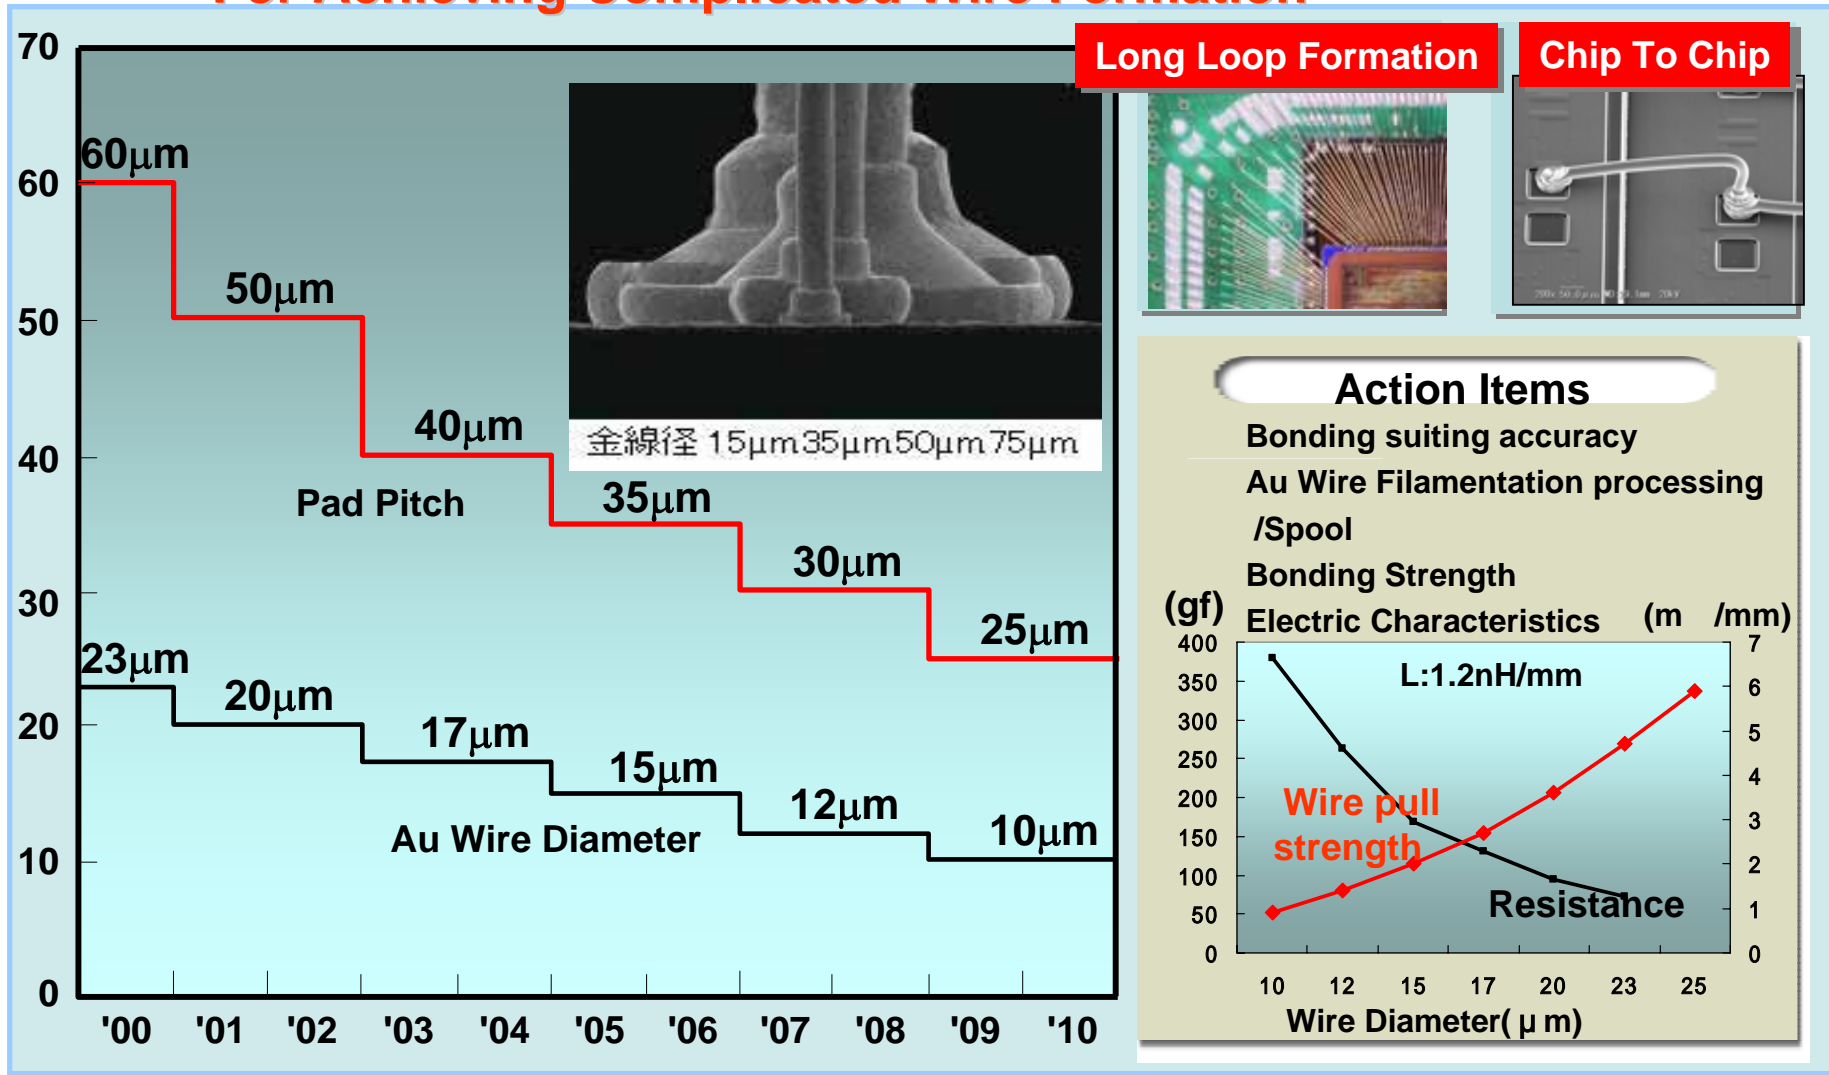 For Achieving Complicated Wire Formation
70
60
50
40
30
20
10
0
60μm
50μm
40μm
35μm
30μm
25μm
Pad Pitch
23μm
20μm
17μm
15μm
12μm
10μm
Au Wire Diameter
'00 '01 '02 '03 '04 '05 '06 '07 '08 '09 '10
金線径 15μm35μm50μm75μm
Long Loop Formation
Chip To Chip
Action Items
Bonding suiting accuracy
Au Wire Filamentation processing
/Spool
Bonding Strength
Electric Characteristics
(gf)
(m /mm)
400
350
300
250
200
150
100
50
0
7
6
5
4
3
2
1
0
L:1.2nH/mm
Wire pull
strength
Resistance
10 12 15 17 20 23 25
Wire Diameter( μ m)